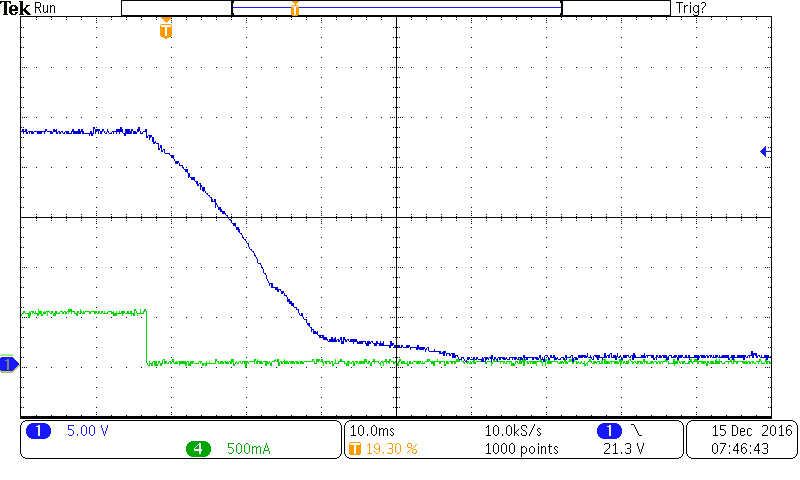 Tek Run Trig?
T
T
1
1 5.00 V
4 500mA
10.0ms 10.0kS/s 1 15 Dec 2016
T 19.30 % 1000 points 21.3 V 07:46:43